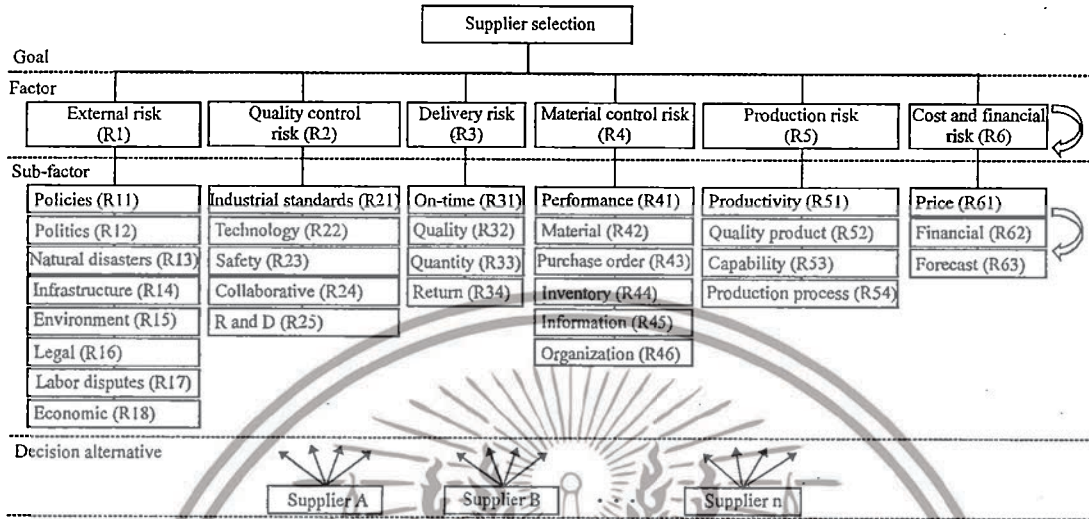 Supplier selection
Goal
Factor
External risk
(R1)
Quality control
risk (R2)
Delivery risk
(R3)
Material control risk
(R4)
Production risk
(R5)
Cost and financial
risk (R6)
Sub-factor
Policies (R11)
Politics (R12)
Natural disasters (R13)
Infrastructure (R14)
Environment (R15)
Legal (R16)
Labor disputes (R17)
Economic (R18)
Industrial standards (R21)
Technology (R22)
Safety (R23)
Collaborative (R24)
R and D (R25)
On-time (R31)
Quality (R32)
Quantity (R33)
Return (R34)
Performance (R41)
Material (R42)
Purchase order (R43)
Inventory (R44)
Information (R45)
Organization (R46)
Productivity (R51)
Quality product (R52)
Capability (R53)
Production process (R54)
Price (R61)
Financial (R62)
Forecast (R63)
Decision alternative
Supplier A
Supplier B
. . .
Supplier n